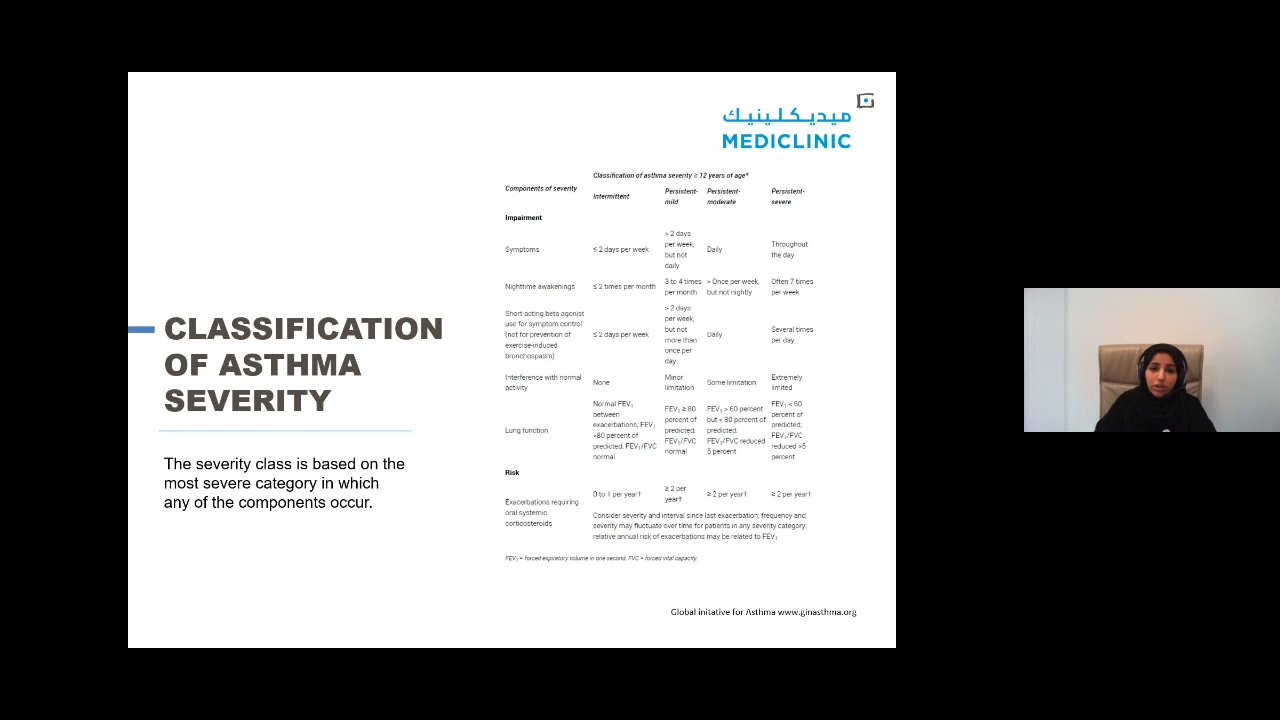 ميديكلينيك
MEDICLINIC
CLASSIFICATION
OF ASTHMA
SEVERITY
The severity class is based on the
most severe category in which
any of the components occur.
Classification of asthma severity ≥ 12 years of age*
Components of severity
Intermittent
Persistent-
mild
Persistent-
moderate
Persistent-
severe
Impairment
Symptoms
≤ 2 days per week
> 2 days
per week,
but not
daily
Daily
Throughout
the day
Nighttime awakenings
≤ 2 times per month
3 to 4 times
per month
> Once per week,
but not nightly
Often 7 times
per week
Short-acting beta agonist
use for symptom control
(not for prevention of
exercise-induced
bronchospasm)
≤ 2 days per week
> 2 days
per week,
but not
more than
once per
day
Daily
Several times
per day
Interference with normal
activity
None
Minor
limitation
Some limitation
Extremely
limited
Lung function
Normal FEV₁
between
exacerbations; FEV₁
>80 percent of
predicted; FEV₁/FVC
normal
FEV₁ ≥ 80
percent of
predicted;
FEV₁/FVC
normal
FEV₁ > 60 percent
but < 80 percent of
predicted;
FEV₁/FVC reduced
5 percent
FEV₁ < 60
percent of
predicted;
FEV₁/FVC
reduced >5
percent
Risk
Exacerbations requiring
oral systemic
corticosteroids
0 to 1 per year†
≥ 2 per
year†
≥ 2 per year†
≥ 2 per year†
Consider severity and interval since last exacerbation; frequency and
severity may fluctuate over time for patients in any severity category;
relative annual risk of exacerbations may be related to FEV₁
FEV₁ = forced expiratory volume in one second; FVC = forced vital capacity.
Global initative for Asthma www.ginasthma.org